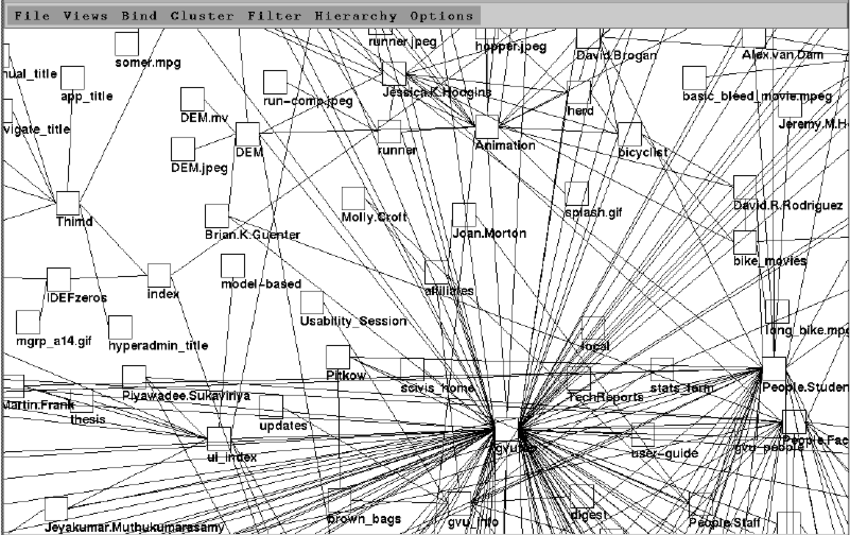 File Views Bind Cluster Filter Hierarchy Options
runner.jpeg
hopper.jpeg
David.Brogan
Alex.van.Dam
somer.mpg
nual_title
app_title
run-comp.jpeg
Jessica.K.Hodgins
herd
basic_bleed_movie.mpeg
vigate_title
DEM.mv
Jeremy.M.H
DEM
runner
Animation
bicyclist
DEM.jpeg
Thimd
Brian.K.Guenter
Molly.Croft
Joan.Morton
splash.gif
David.R.Rodriguez
bike_movies
IDEFzeros
index
model-based
affiliates
mgrp_a14.gif
hyperadmin_title
Usability_Session
local
long_bike.mpe
Pitkow
scivis_home
TechReports
stats_form
People.Studen
Martin.Frank
Piyawadee.Sukaviriya
thesis
updates
ui_index
user-guide
gvu_people
People.Fac
Jeyakumar.Muthukumarasamy
brown_bags
gvu_info
digest
People.Staff